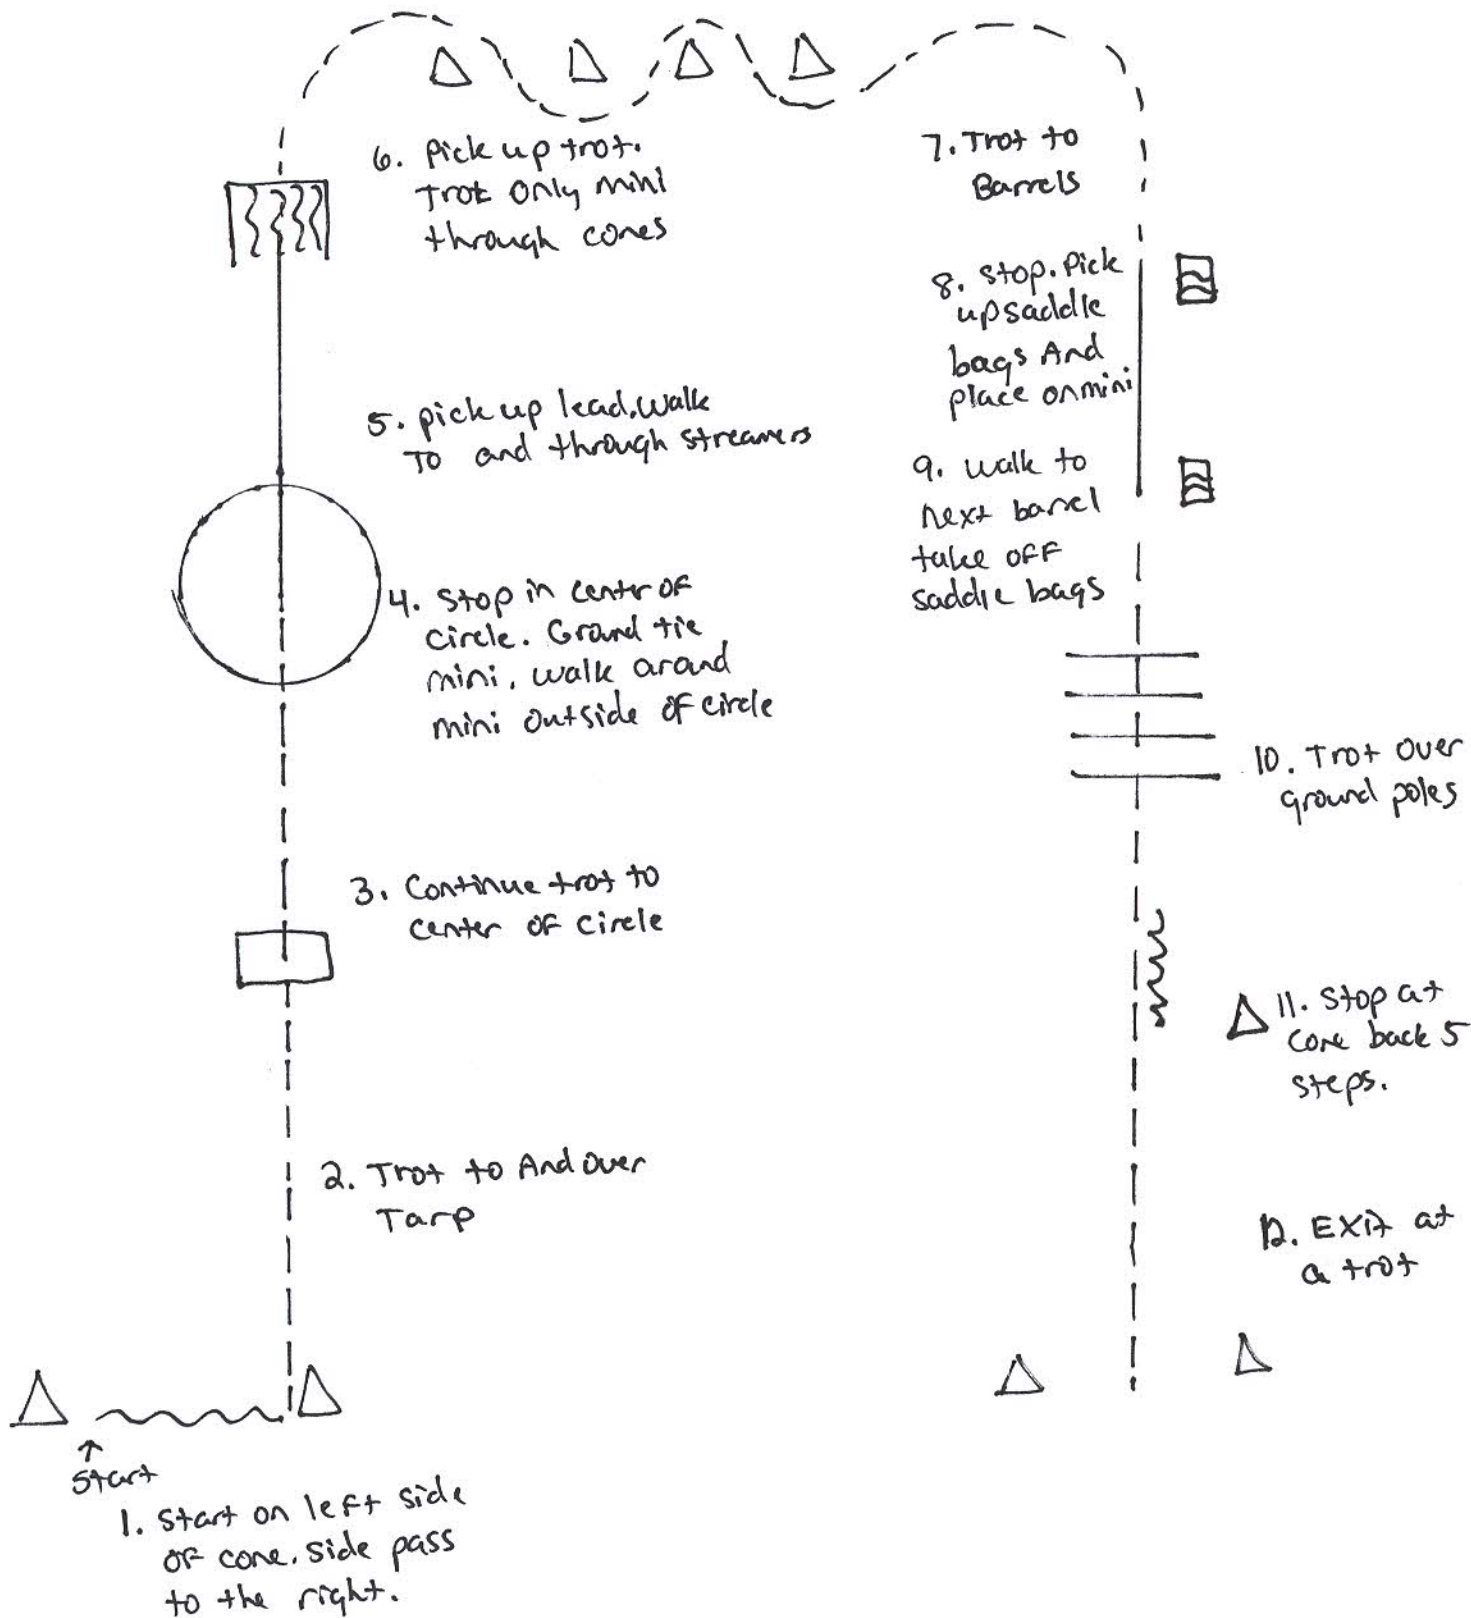 6. Pick up trot.
Trot only mini
through cones
7. Trot to
Barrels
8. Stop. Pick
up saddle
bags And
place on mini
5. pick up lead. Walk
To and through streamers
9. walk to
next barrel
take off
saddle bags
4. Stop in center of
circle. Ground tie
mini. walk around
mini outside of circle
10. Trot over
ground poles
3. Continue trot to
center of circle
11. Stop at
cone back 5
steps.
2. Trot to And over
Tarp
12. Exit at
a trot
Start
1. Start on left side
of cone. side pass
to the right.